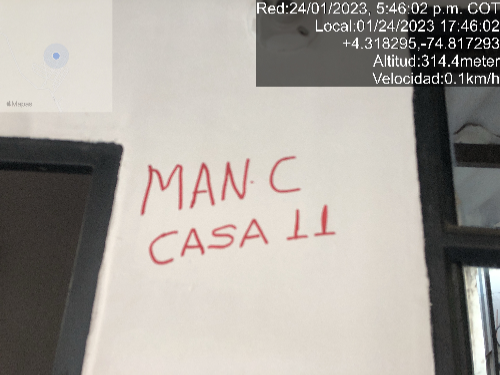 Red:24/01/2023, 5:46:02 p.m. COT
Local:01/24/2023 17:46:02
+4.318295,-74.817293
Altitud:314.4meter
Velocidad:0.1km/h
Mapas
MAN. C
CASA 11